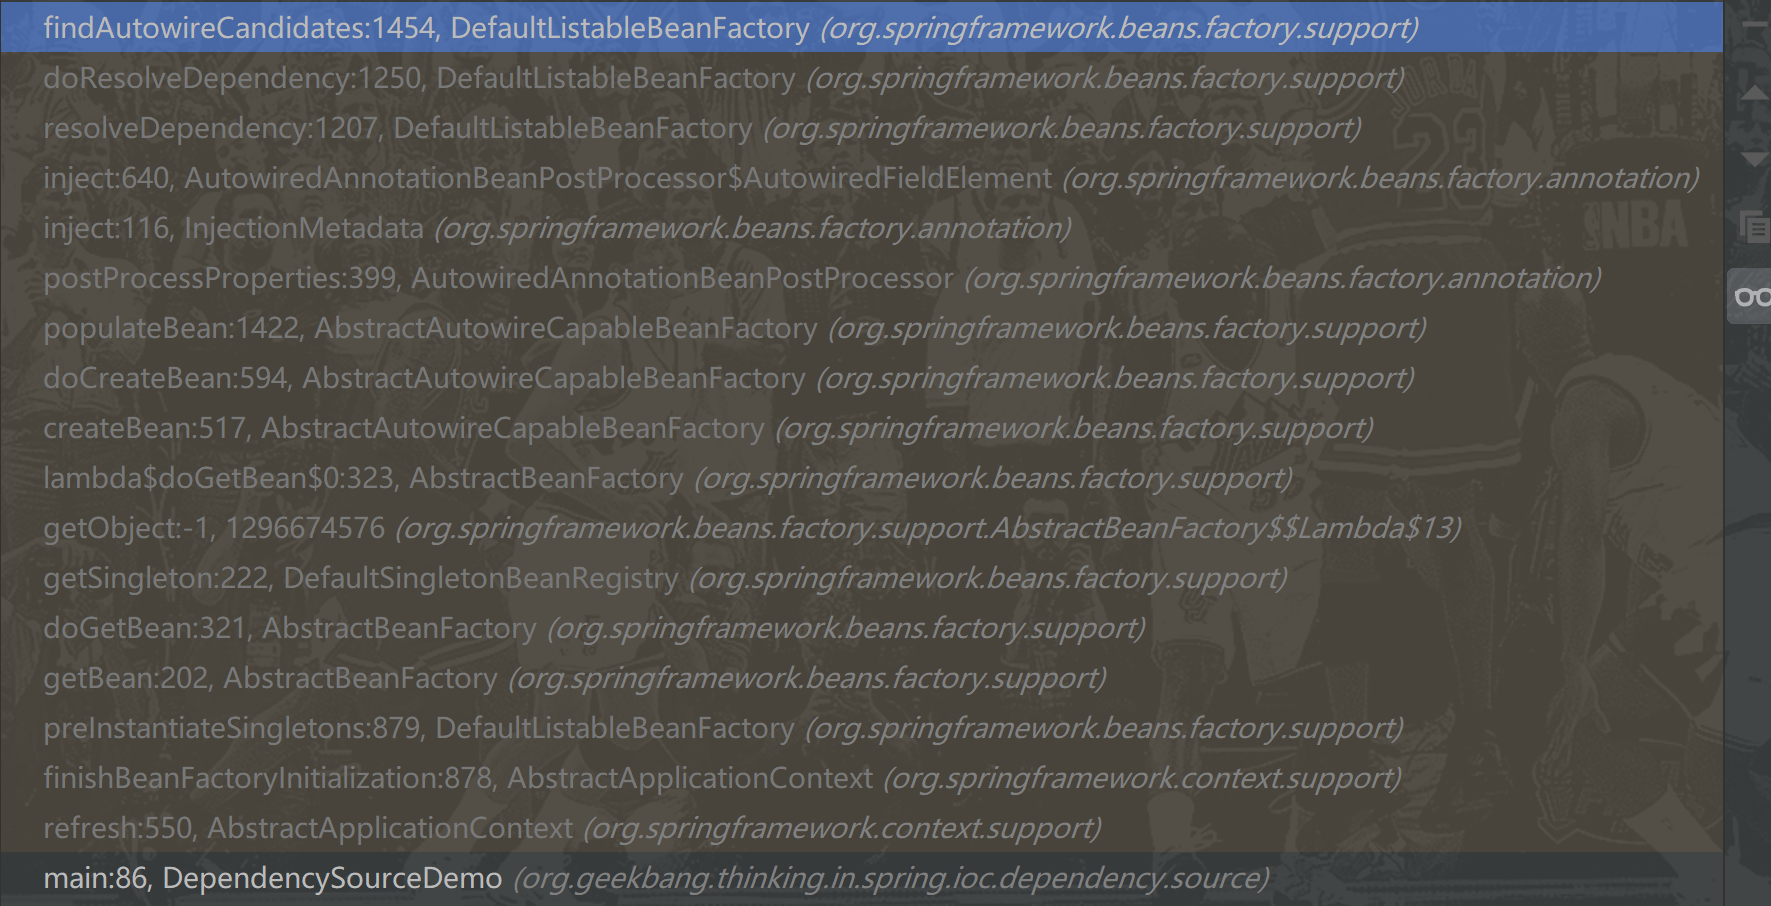 findAutowireCandidates:1454, DefaultListableBeanFactory (org.springframework.beans.factory.support)
doResolveDependency:1250, DefaultListableBeanFactory (org.springframework.beans.factory.support)
resolveDependency:1207, DefaultListableBeanFactory (org.springframework.beans.factory.support)
inject:640, AutowiredAnnotationBeanPostProcessor$AutowiredFieldElement (org.springframework.beans.factory.annotation)
inject:116, InjectionMetadata (org.springframework.beans.factory.annotation)
postProcessProperties:399, AutowiredAnnotationBeanPostProcessor (org.springframework.beans.factory.annotation)
populateBean:1422, AbstractAutowireCapableBeanFactory (org.springframework.beans.factory.support)
doCreateBean:594, AbstractAutowireCapableBeanFactory (org.springframework.beans.factory.support)
createBean:517, AbstractAutowireCapableBeanFactory (org.springframework.beans.factory.support)
lambda$doGetBean$0:323, AbstractBeanFactory (org.springframework.beans.factory.support)
getObject:-1, 1296674576 (org.springframework.beans.factory.support.AbstractBeanFactory$$Lambda$13)
getSingleton:222, DefaultSingletonBeanRegistry (org.springframework.beans.factory.support)
doGetBean:321, AbstractBeanFactory (org.springframework.beans.factory.support)
getBean:202, AbstractBeanFactory (org.springframework.beans.factory.support)
preInstantiateSingletons:879, DefaultListableBeanFactory (org.springframework.beans.factory.support)
finishBeanFactoryInitialization:878, AbstractApplicationContext (org.springframework.context.support)
refresh:550, AbstractApplicationContext (org.springframework.context.support)
main:86, DependencySourceDemo (org.geekbang.thinking.in.spring.ioc.dependency.source)
23
NBA